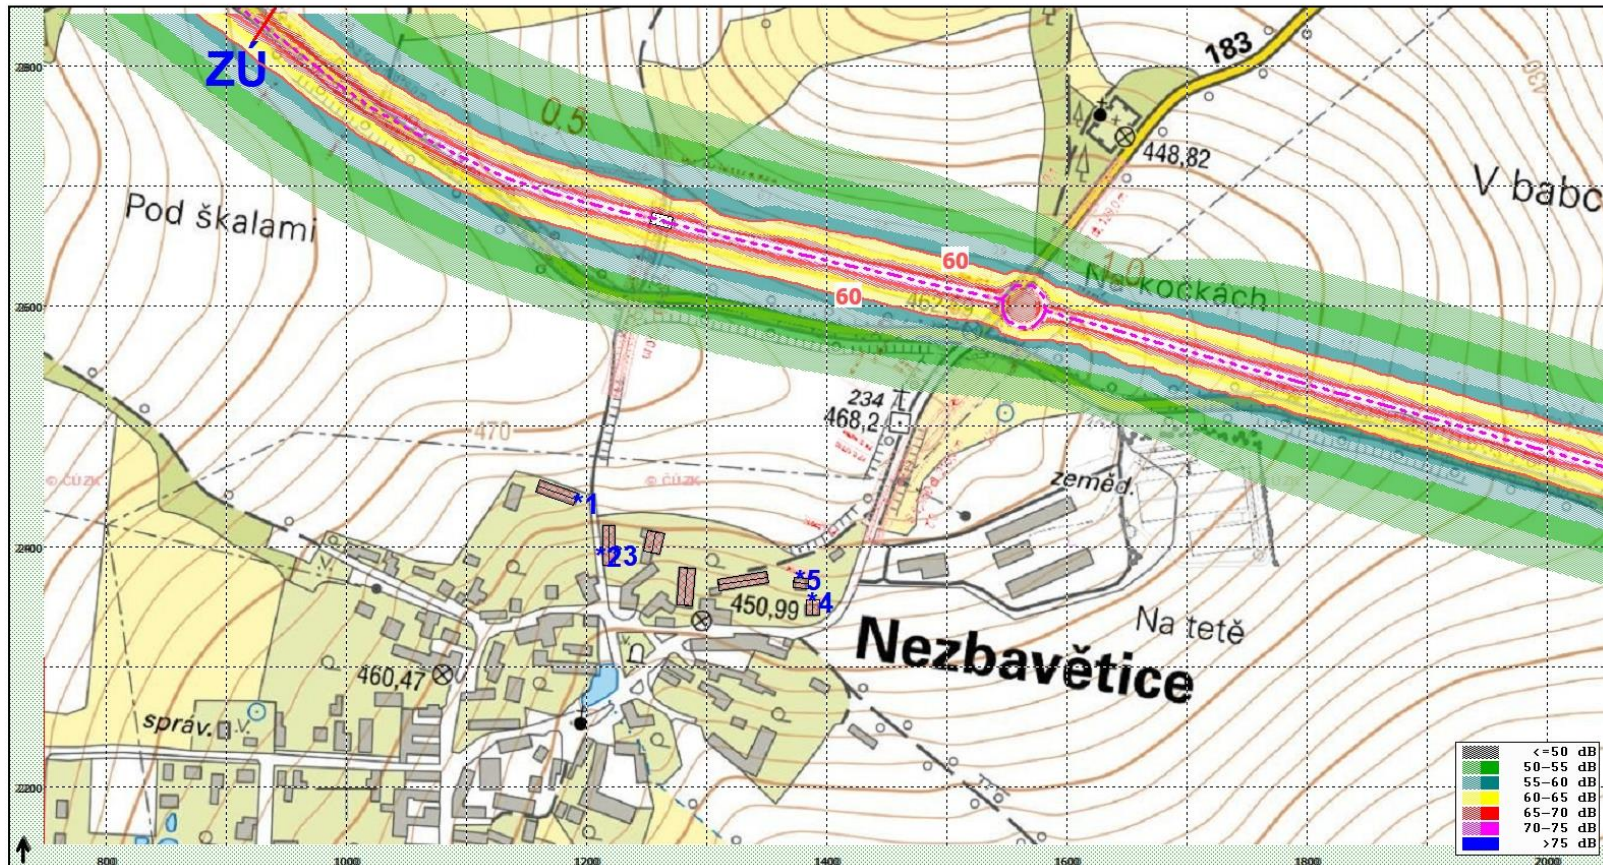 ZÚ
183
0,5
448,82
V babc
Pod škalami
60
60
1,0
Na kočkách
2800
2600
2400
2200
234
468,2
470
zeměd.
© ČÚZK
© ČÚZK
*1
*23
*5
*4
450,99
Na tetě
Nezbavětice
460,47
správ.
<=50 dB
50-55 dB
55-60 dB
60-65 dB
65-70 dB
70-75 dB
>75 dB
800
1000
1200
1400
1600
1800
2000